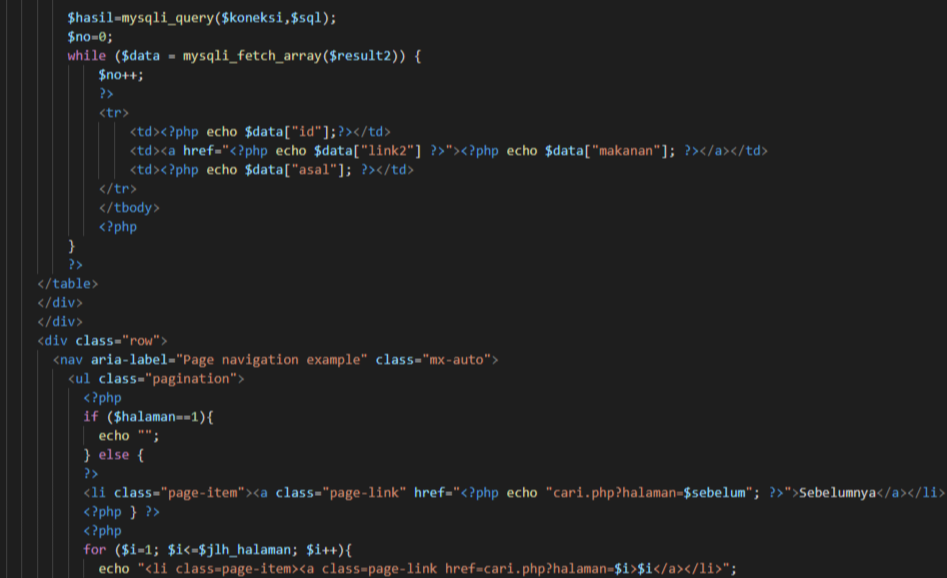 $hasil=mysqli_query($koneksi,$sql);
$no=0;
while ($data = mysqli_fetch_array($result2)) {
$no++;
?>
<tr>
<td><?php echo $data["id"];?></td>
<td><a href="<?php echo $data["link2"] ?>"><?php echo $data["makanan"]; ?></a></td>
<td><?php echo $data["asal"]; ?></td>
</tr>
</tbody>
<?php
}
?>
</table>
</div>
</div>
<div class="row">
<nav aria-label="Page navigation example" class="mx-auto">
<ul class="pagination">
<?php
if ($halaman==1){
echo "";
} else {
?>
<li class="page-item"><a class="page-link" href="<?php echo "cari.php?halaman=$sebelum"; ?>">Sebelumnya</a></li>
<?php } ?>
<?php
for ($i=1; $i<=$jlh_halaman; $i++){
echo "<li class=page-item><a class=page-link href=cari.php?halaman=$i>$i</a></li>";